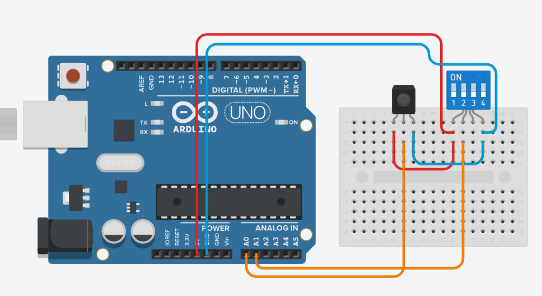 AREF
GND
13
12
~11
~10
~9
8
7
~6
~5
4
~3
2
TX→1
RX←0
DIGITAL (PWM~)
L
TX
RX
ARDUINO
UNO
ON
IOREF
RESET
3.3V
GND
Vin
POWER
ANALOG IN
A0
A1
A2
A3
A4
A5
ON
1 2 3 4